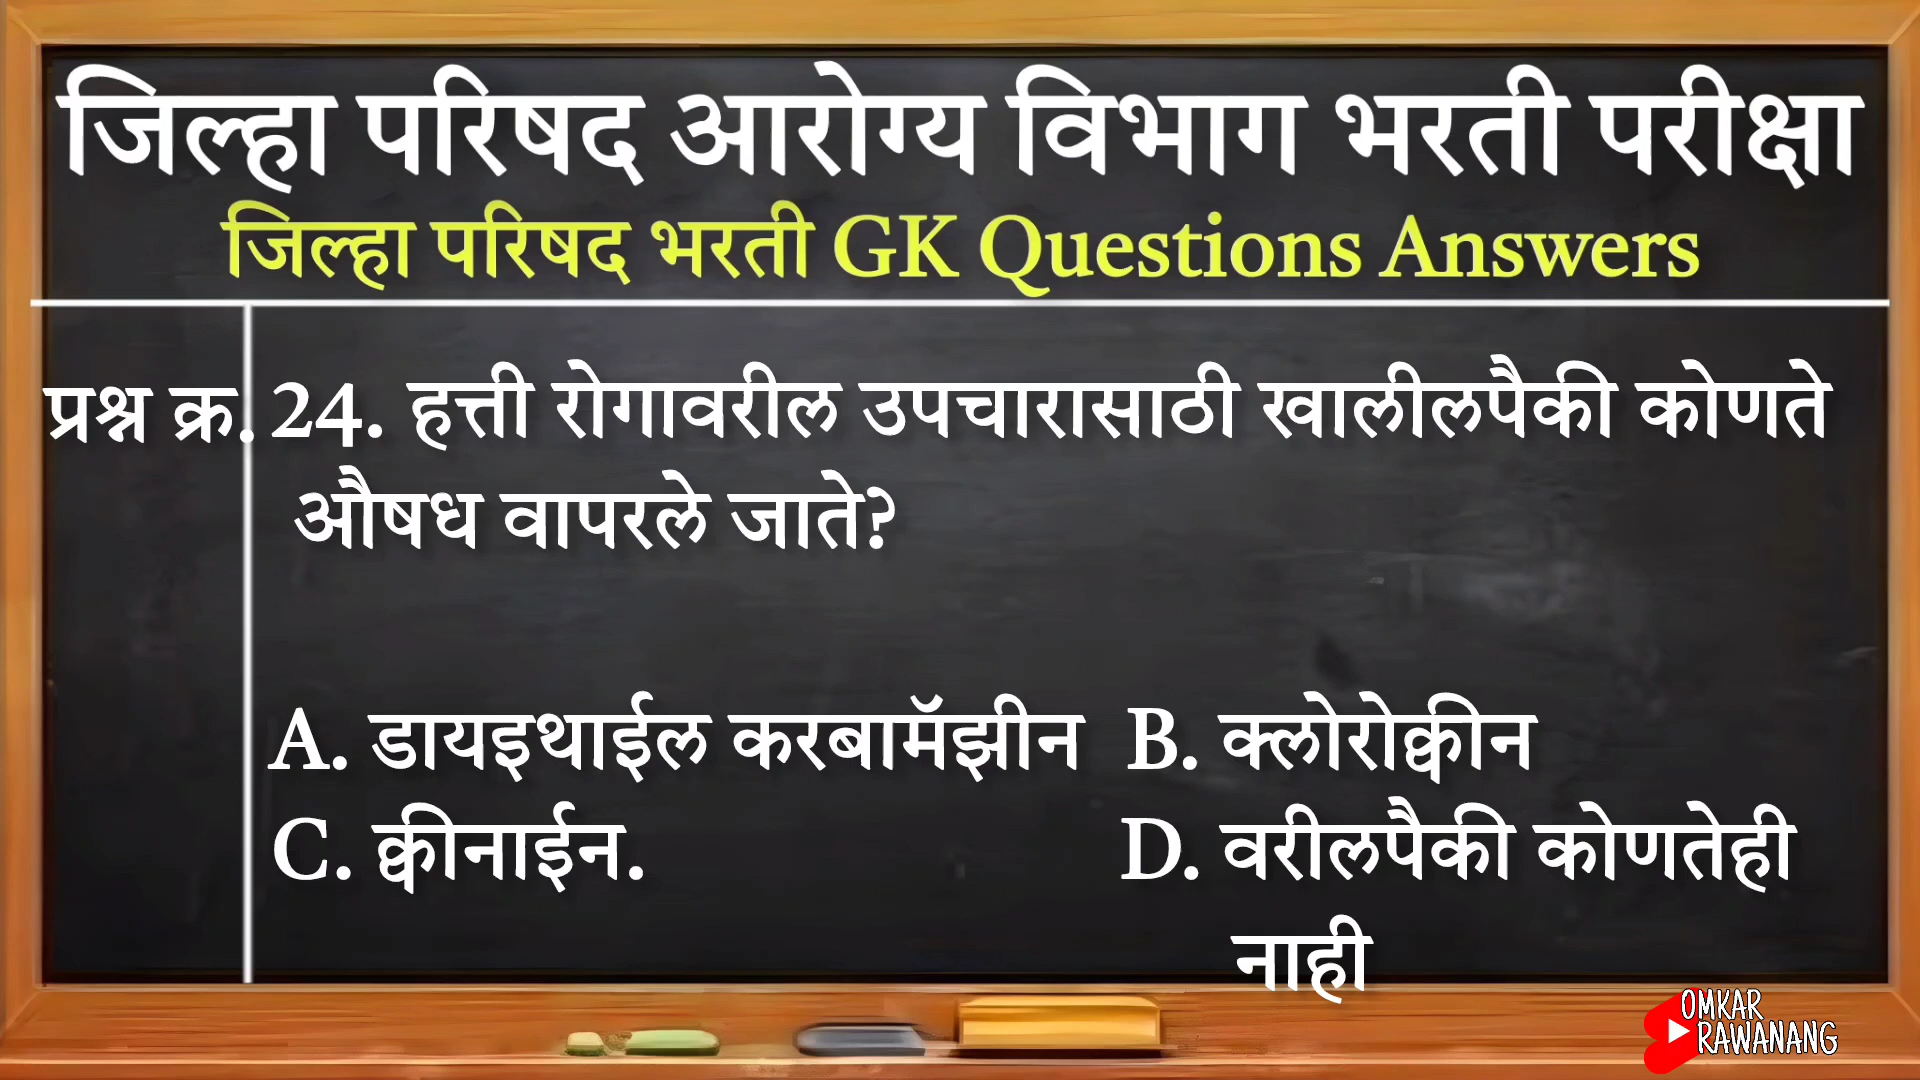 जिल्हा परिषद आरोग्य विभाग भरती परीक्षा
जिल्हा परिषद भरती GK Questions Answers
प्रश्न क्र. 24. हत्ती रोगावरील उपचारासाठी खालीलपैकी कोणते
औषध वापरले जाते?
A. डायइथाईल करबामॅझीन B. क्लोरोक्वीन
C. क्वीनाईन. D. वरीलपैकी कोणतेही
नाही
OMKAR
RAWANANG